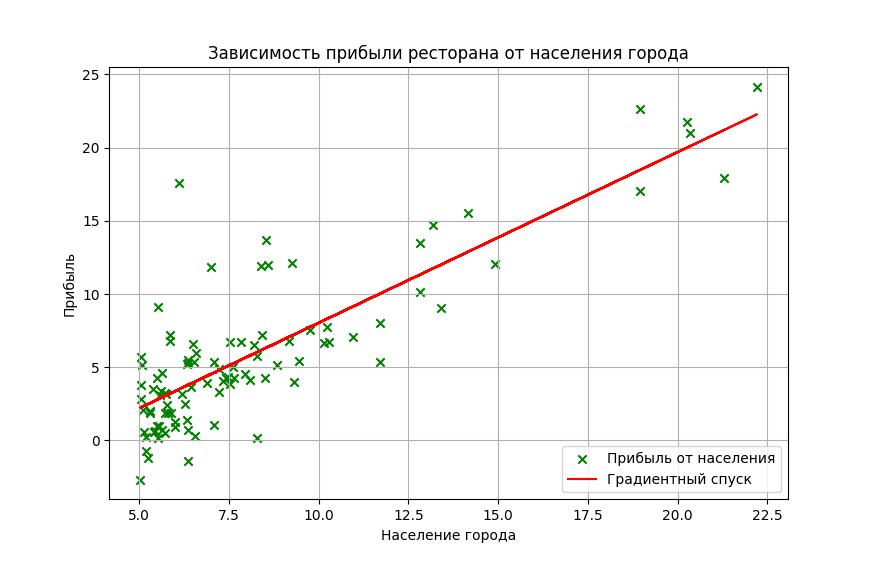 Зависимость прибыли ресторана от населения города
25
20
15
10
5
0
Прибыль
5.0 7.5 10.0 12.5 15.0 17.5 20.0 22.5
Население города
Прибыль от населения
Градиентный спуск